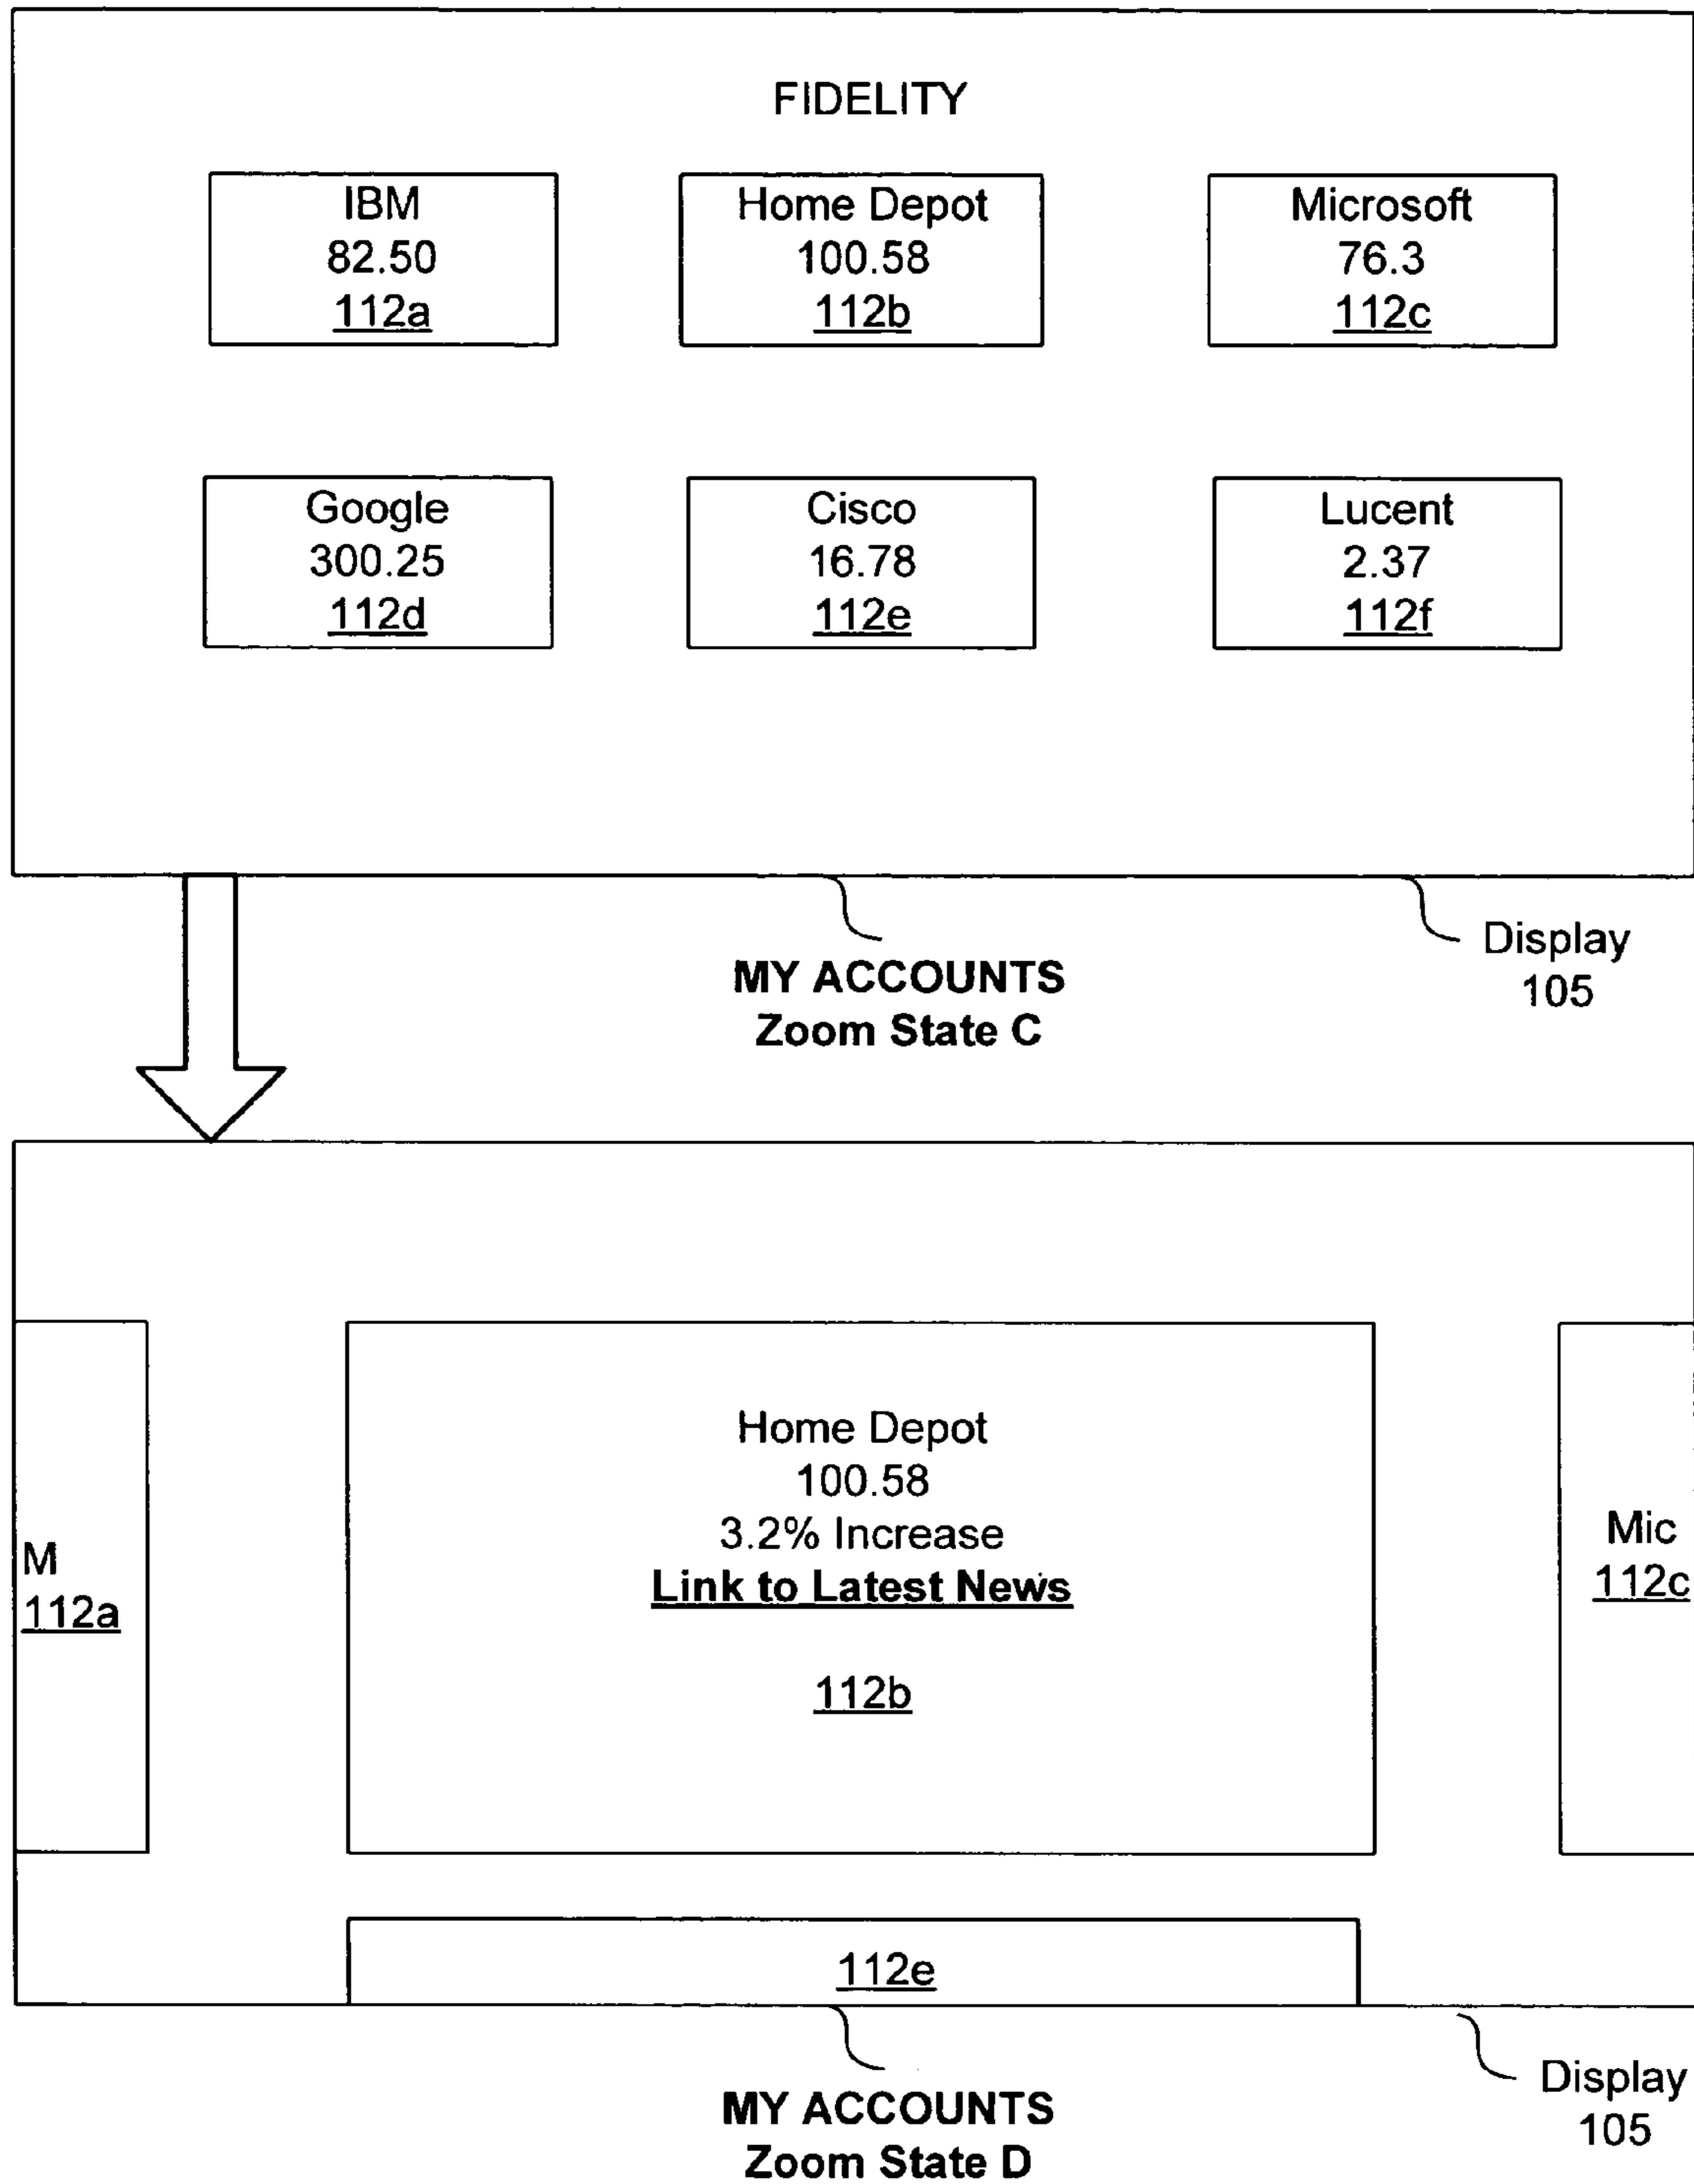 FIDELITY
IBM
82.50
112a
Home Depot
100.58
112b
Microsoft
76.3
112c
Google
300.25
112d
Cisco
16.78
112e
Lucent
2.37
112f
Display
105
MY ACCOUNTS
Zoom State C
M
112a
Home Depot
100.58
3.2% Increase
Link to Latest News
112b
Mic
112c
112e
Display
105
MY ACCOUNTS
Zoom State D